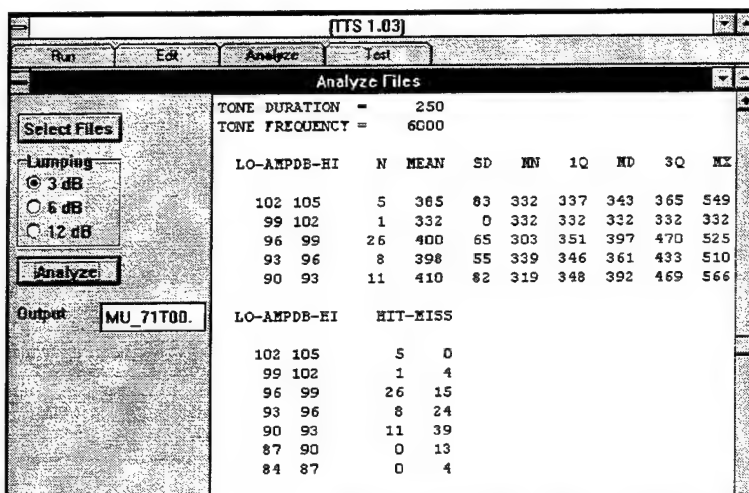 [TTS 1.03]
Run Edit Analyze Test
Analyze Files
Select Files
Lumping
3 dB
6 dB
12 dB
Analyze
Output MU_71T00.
TONE DURATION = 250
TONE FREQUENCY = 6000
LO-AMPDB-HI N MEAN SD MN 1Q MD 3Q MX
102 105 5 385 83 332 337 343 365 549
99 102 1 332 0 332 332 332 332 332
96 99 26 400 65 303 351 397 470 525
93 96 8 398 55 339 346 361 433 510
90 93 11 410 82 319 348 392 469 566
LO-AMPDB-HI HIT-MISS
102 105 5 0
99 102 1 4
96 99 26 15
93 96 8 24
90 93 11 39
87 90 0 13
84 87 0 4